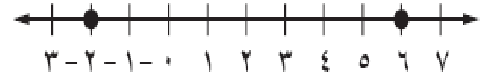 ٣ – ٢ – ١ – ٠ ١ ٢ ٣ ٤ ٥ ٦ ٧